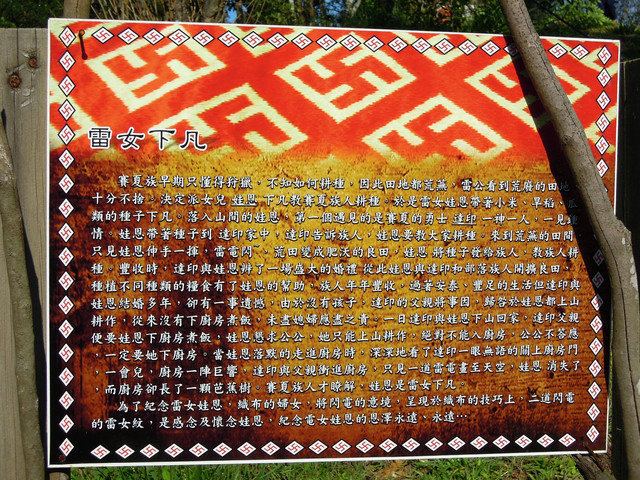 雷女下凡
賽夏族早期只懂得狩獵，不知如何耕種，因此田地都荒蕪，雷公看到荒廢的田地
十分不捨。決定派女兒 娃恩 下凡教賽夏族人耕種。於是雷女娃恩帶著小米、旱稻、瓜
類的種子下凡。落入山間的娃恩，第一個遇見的是賽夏的勇士 達印 一神一人，一見鍾
情。娃恩帶著種子到 達印家中，達印告訴族人，娃恩要教大家耕種。來到荒蕪的田間
只見娃恩伸手一揮，雷電閃 ，荒田變成肥沃的良田，娃恩 將種子發給族人，教族人耕
種。豐收時，達印與娃恩辦了一場盛大的婚禮 從此娃恩與達印和部落族人開擴良田，
種植不同種類的糧食有了娃恩的幫助，族人年年豐收，過著安泰、豐足的生活但達印與
娃恩結婚多年，卻有一事遺憾，由於沒有孩子，達印的父親將事因，歸咎於娃恩都上山
耕作，從來沒有下廚房煮飯，未盡媳婦應盡之責，一日達印與娃恩下山回家，達印父親
便要娃恩下廚房煮飯，娃恩懇求公公，她只能上山耕作，絕對不能入廚房，公公不答應
，一定要她下廚房。當娃恩落默的走進廚房時，深深地看了達印一眼無語的關上廚房門
，一會兒，廚房一陣巨響，達印與父親衝進廚房，只見一道雷電直至天空，娃恩 消失了
，而廚房卻長了一顆芭蕉樹。賽夏族人才瞭解，娃恩是雷女下凡。
為了紀念雷女娃恩，織布的婦女，將閃電的意境，呈現於織布的技巧上，二道閃電
的雷女紋，是感念及懷念娃恩，紀念電女娃恩的恩澤永遠、永遠…